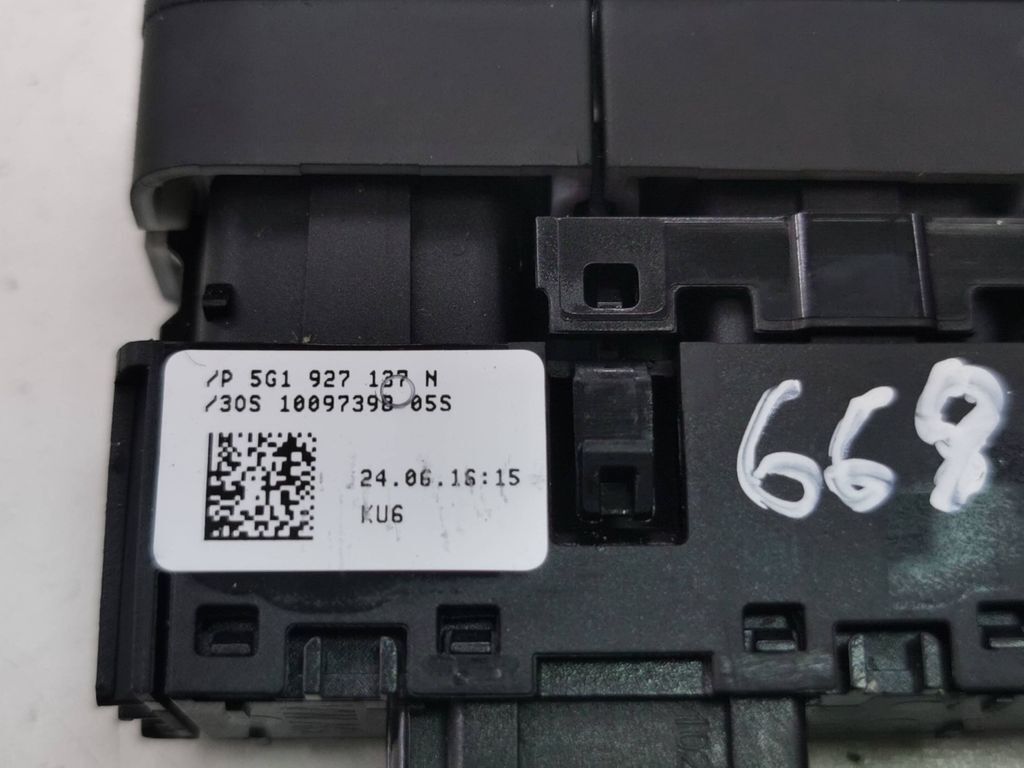 /P 5G1 927 137 N
/30S 10097398 05S
24.06.16:15
KU6
668